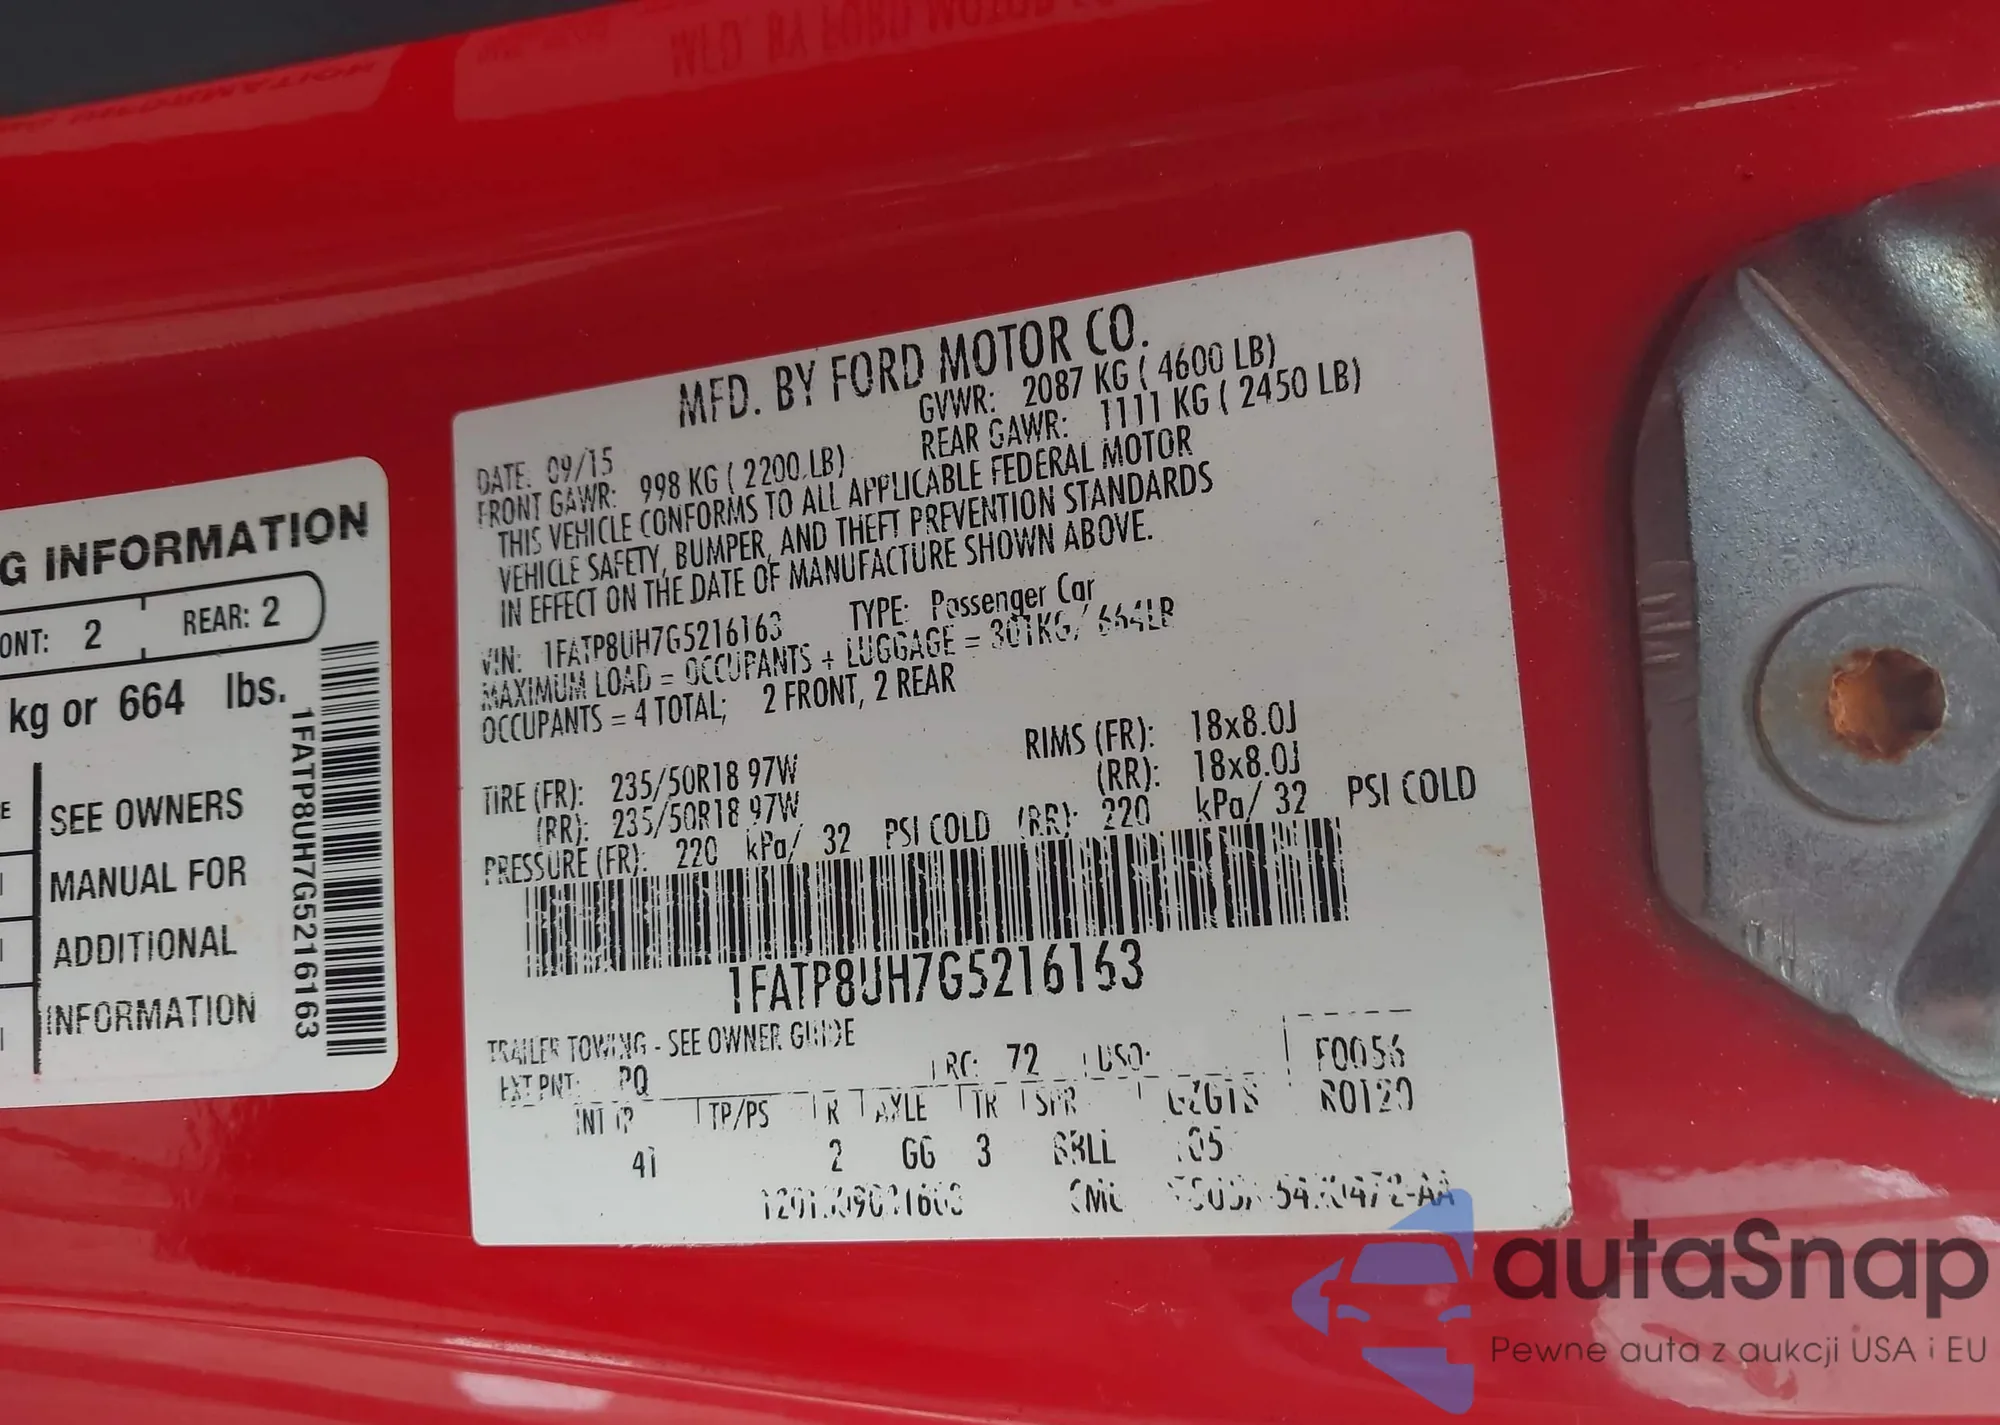 MFD. BY FORD MOTOR CO.
DATE: 09/15 GVWR: 2087 KG ( 4600 LB)
FRONT GAWR: 998 KG ( 2200 LB) REAR GAWR: 1111 KG ( 2450 LB)
THIS VEHICLE CONFORMS TO ALL APPLICABLE FEDERAL MOTOR
VEHICLE SAFETY, BUMPER, AND THEFT PREVENTION STANDARDS
IN EFFECT ON THE DATE OF MANUFACTURE SHOWN ABOVE.
VIN: 1FATP8UH7G5216163 TYPE: Passenger Car
MAXIMUM LOAD = OCCUPANTS + LUGGAGE = 301KG/ 664LB
OCCUPANTS = 4 TOTAL; 2 FRONT, 2 REAR
TIRE (FR): 235/50R18 97W RIMS (FR): 18x8.0J
(RR): 235/50R18 97W (RR): 18x8.0J
PRESSURE (FR): 220 kPa/ 32 PSI COLD (RR): 220 kPa/ 32 PSI COLD
1FATP8UH7G5216163
TRAILER TOWING - SEE OWNER GUIDE
EXT PNT: PQ RC: 72 DSO: F0056
INT TR TP/PS R AXLE TR SPR R0120
41 2 GG 3 BBLL
G INFORMATION
ONT: 2 REAR: 2
kg or 664 lbs.
SEE OWNERS
MANUAL FOR
ADDITIONAL
INFORMATION
1FATP8UH7G5216163
autaSnap
Pewne auta z aukcji USA i EU